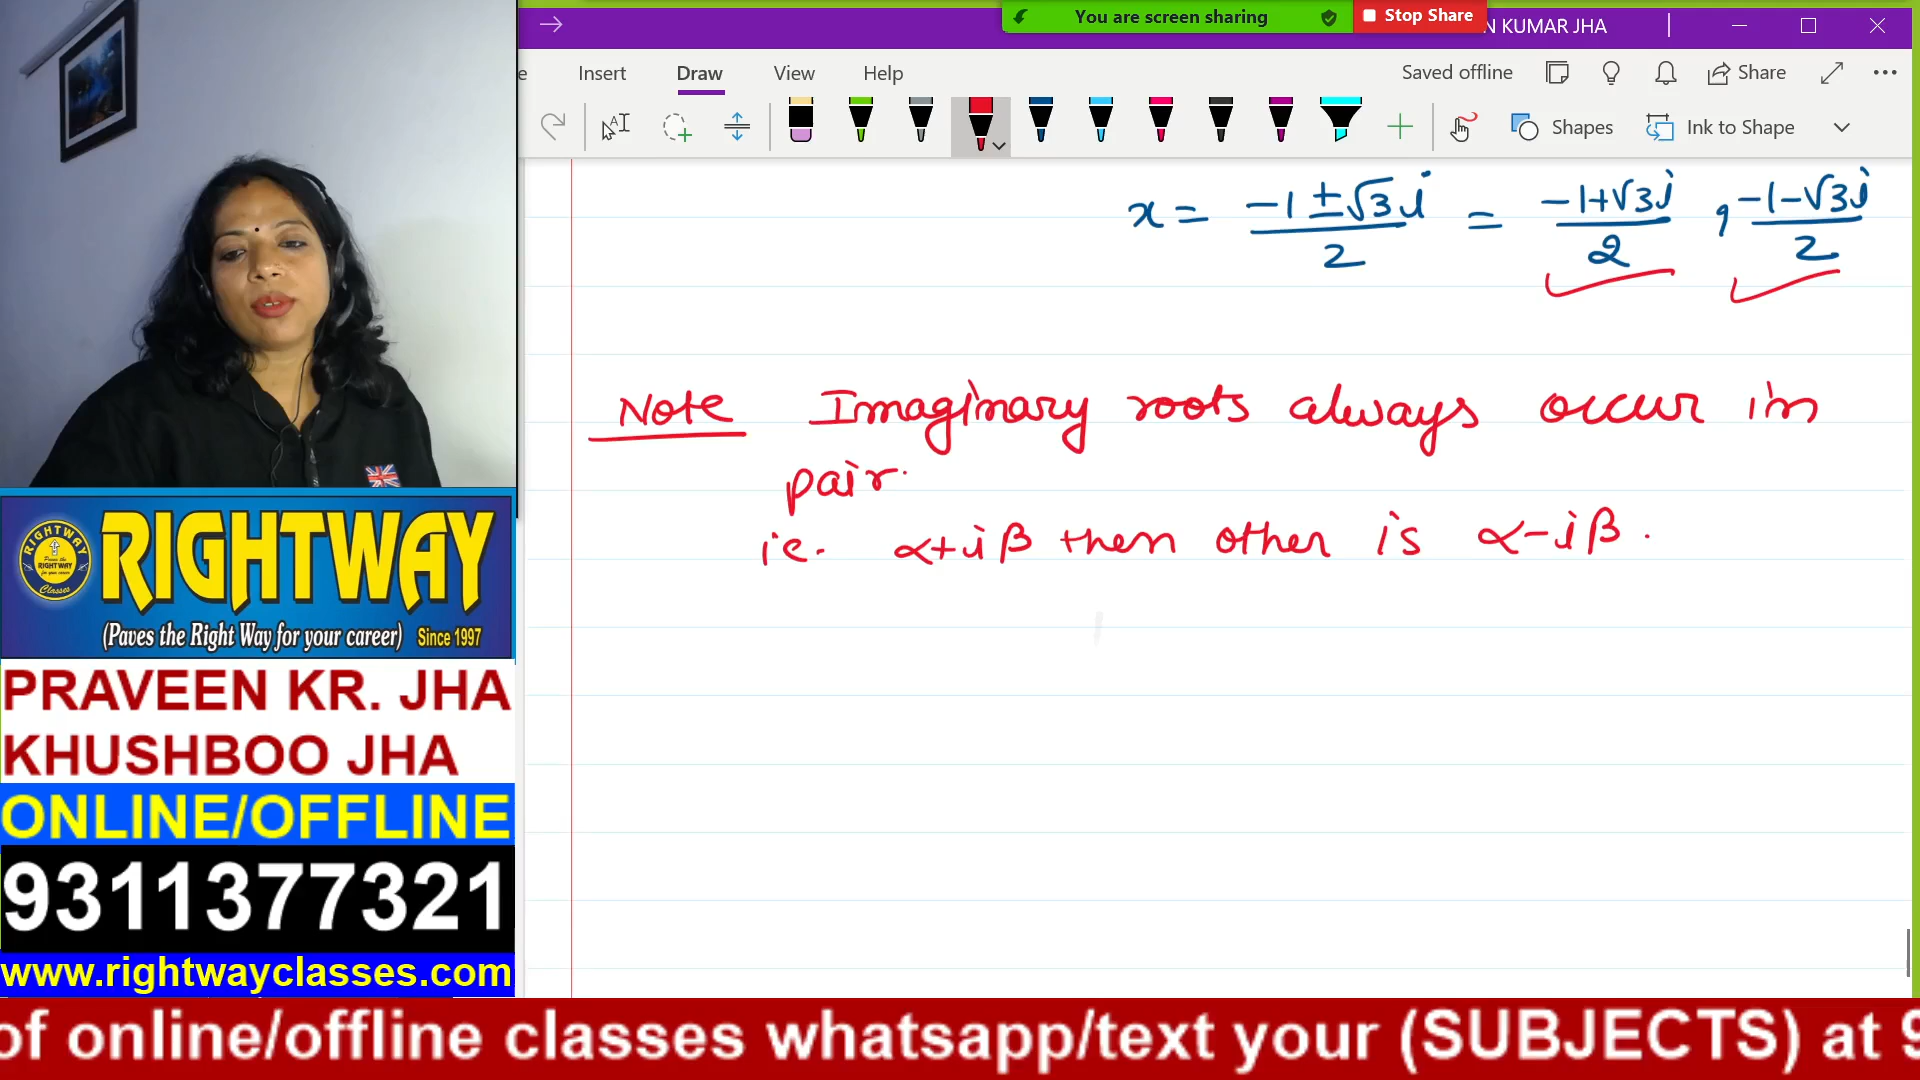 You are screen sharing
Stop Share
N KUMAR JHA
e Insert Draw View Help
Saved offline
Share
Shapes
Ink to Shape
x = -1 ± √3 i / 2 = -1+√3 i / 2 , -1-√3 i / 2
Note Imaginary roots always occur in
pair.
ie. α+iβ then other is α-iβ.
RIGHTWAY
Classes
RIGHTWAY
(Paves the Right Way for your career) Since 1997
PRAVEEN KR. JHA
KHUSHBOO JHA
ONLINE/OFFLINE
9311377321
www.rightwayclasses.com
of online/offline classes whatsapp/text your (SUBJECTS) at 9